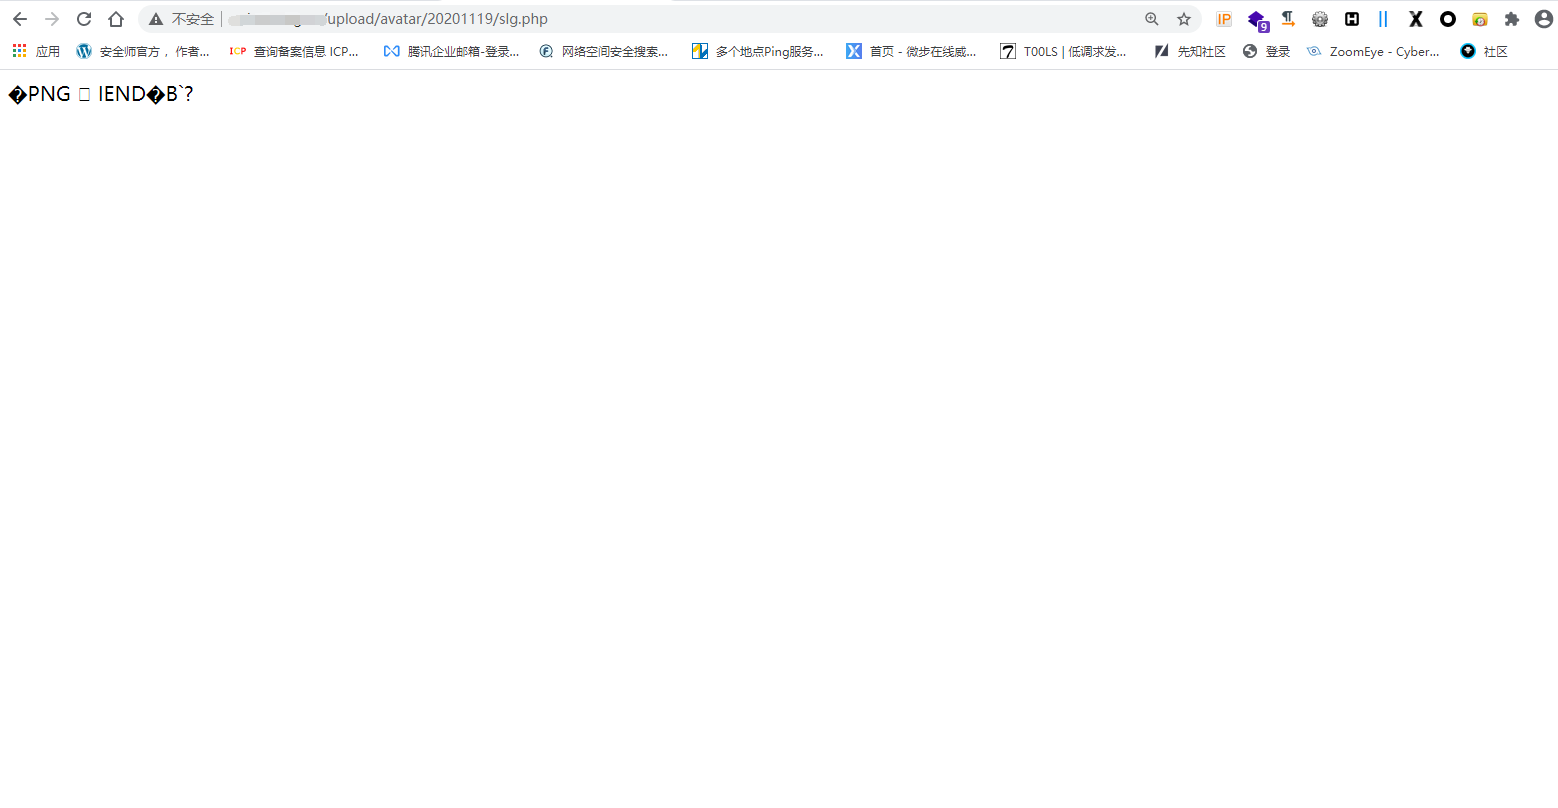 不安全 /upload/avatar/20201119/slg.php IP 9
应用 安全师官方，作者... ICP 查询备案信息 ICP... 腾讯企业邮箱-登录... 网络空间安全搜索... 多个地点Ping服务... 首页 - 微步在线威... T00LS | 低调求发... 先知社区 登录 ZoomEye - Cyber... 社区
�PNG □ IEND�B`?